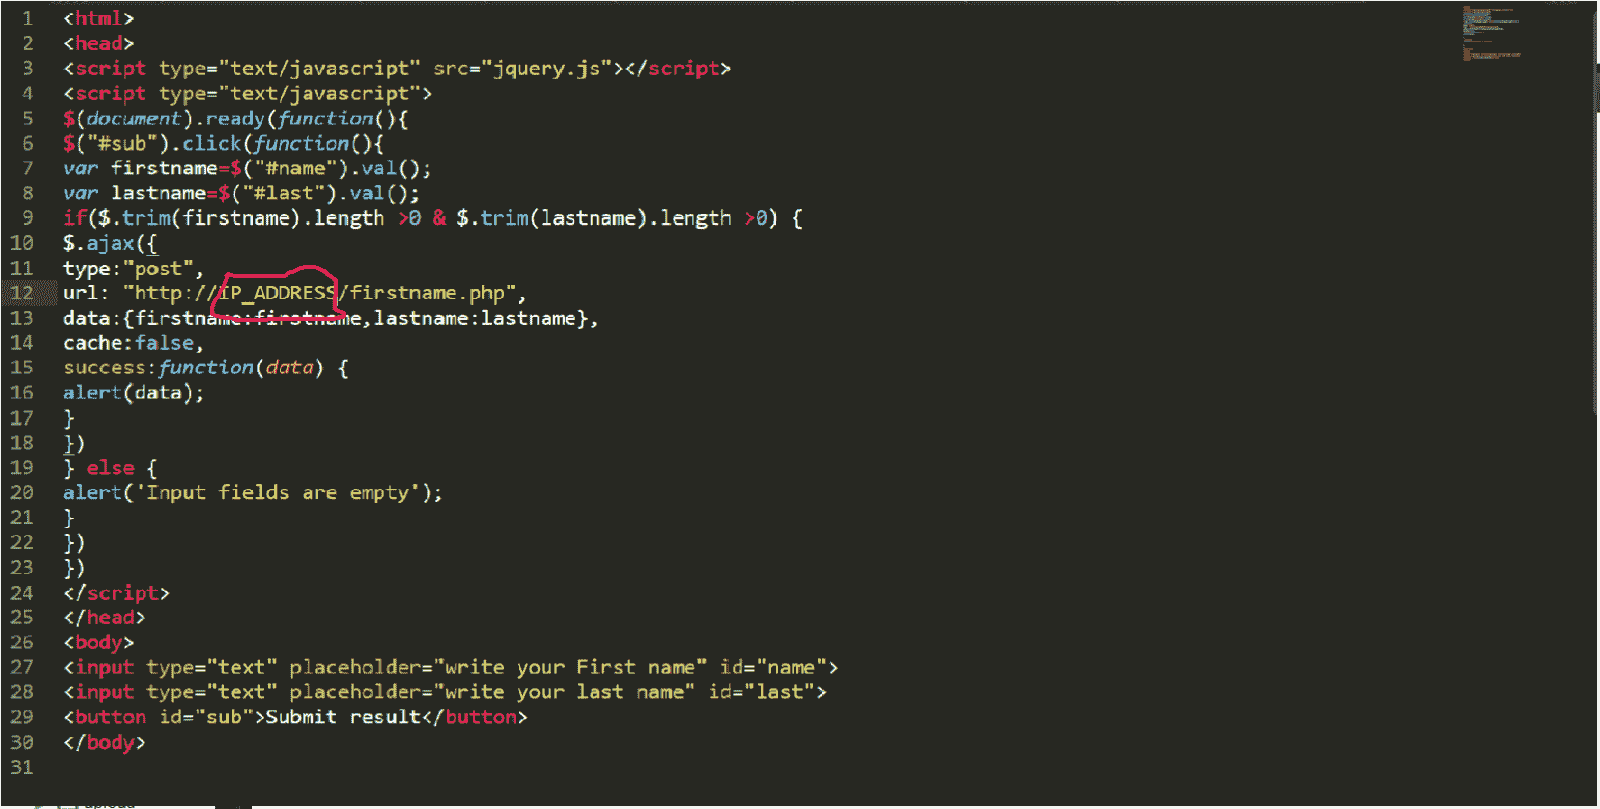 1 <html>
2 <head>
3 <script type="text/javascript" src="jquery.js"></script>
4 <script type="text/javascript">
5 $(document).ready(function(){
6 $("#sub").click(function(){
7 var firstname=$("#name").val();
8 var lastname=$("#last").val();
9 if($.trim(firstname).length >0 & $.trim(lastname).length >0) {
10 $.ajax({
11 type:"post",
12 url: "http://IP_ADDRESS/firstname.php",
13 data:{firstname:firstname,lastname:lastname},
14 cache:false,
15 success:function(data) {
16 alert(data);
17 }
18 })
19 } else {
20 alert('Input fields are empty');
21 }
22 })
23 })
24 </script>
25 </head>
26 <body>
27 <input type="text" placeholder="write your First name" id="name">
28 <input type="text" placeholder="write your last name" id="last">
29 <button id="sub">Submit result</button>
30 </body>
31